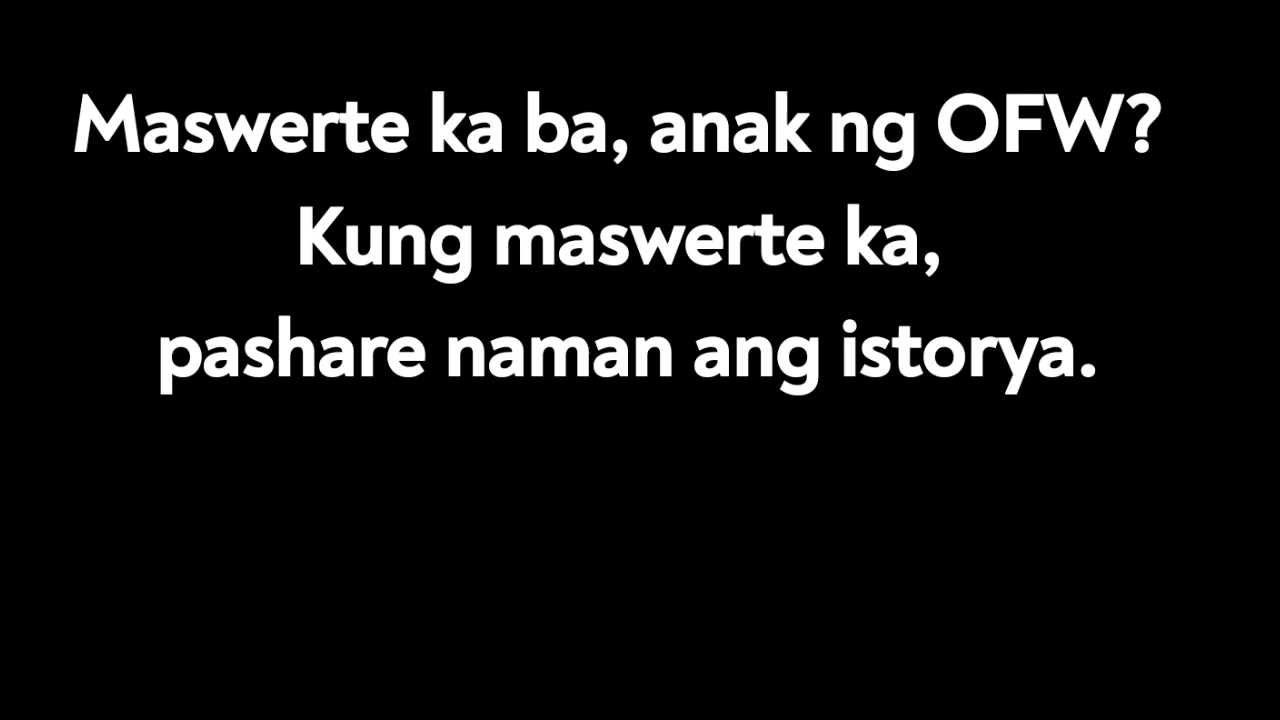 Maswerte ka ba, anak ng OFW?
Kung maswerte ka,
pashare naman ang istorya.